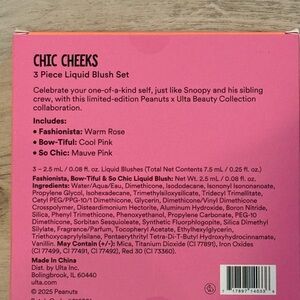 CHIC CHEEKS
3 Piece Liquid Blush Set
Celebrate your one-of-a-kind self, just like Snoopy and his sibling
crew, with this limited-edition Peanuts x Ulta Beauty Collection
collaboration.
Includes:
• Fashionista: Warm Rose
• Bow-Tiful: Cool Pink
• So Chic: Mauve Pink
3 – 2.5 mL / 0.08 fl. oz. Liquid Blushes (Total Net Contents 7.5 mL / 0.25 fl. oz.)
Fashionista, Bow-Tiful & So Chic Liquid Blush: Net Wt. 2.5 mL / 0.08 fl. oz.
Ingredients: Water/Aqua/Eau, Dimethicone, Isododecane, Isononyl Isononanoate,
Propylene Glycol, Isohexadecane, Trimethylsiloxysilicate, Tridecyl Trimellitate,
Cetyl PEG/PPG-10/1 Dimethicone, Glycerin, Dimethicone/Vinyl Dimethicone
Crosspolymer, Disteardimonium Hectorite, Aluminum Hydroxide, Boron Nitride,
Silica, Phenyl Trimethicone, Phenoxyethanol, Propylene Carbonate, PEG-10
Dimethicone, Sorbitan Sesquioleate, Synthetic Fluorphlogopite, Silica Dimethyl
Silylate, Fragrance/Parfum, Tocopheryl Acetate, Ethylhexylglycerin,
Triethoxycaprylylsilane, Pentaerythrityl Tetra-Di-T-Butyl Hydroxyhydrocinnamate,
Vanillin. May Contain (+/-): Mica, Titanium Dioxide (CI 77891), Iron Oxides
(CI 77499, CI 77491, CI 77492), Red 30 (CI 73360).
Made In China
Dist. by Ulta Inc.
Bolingbrook, IL 60440
ulta.com
© 2025 Peanuts